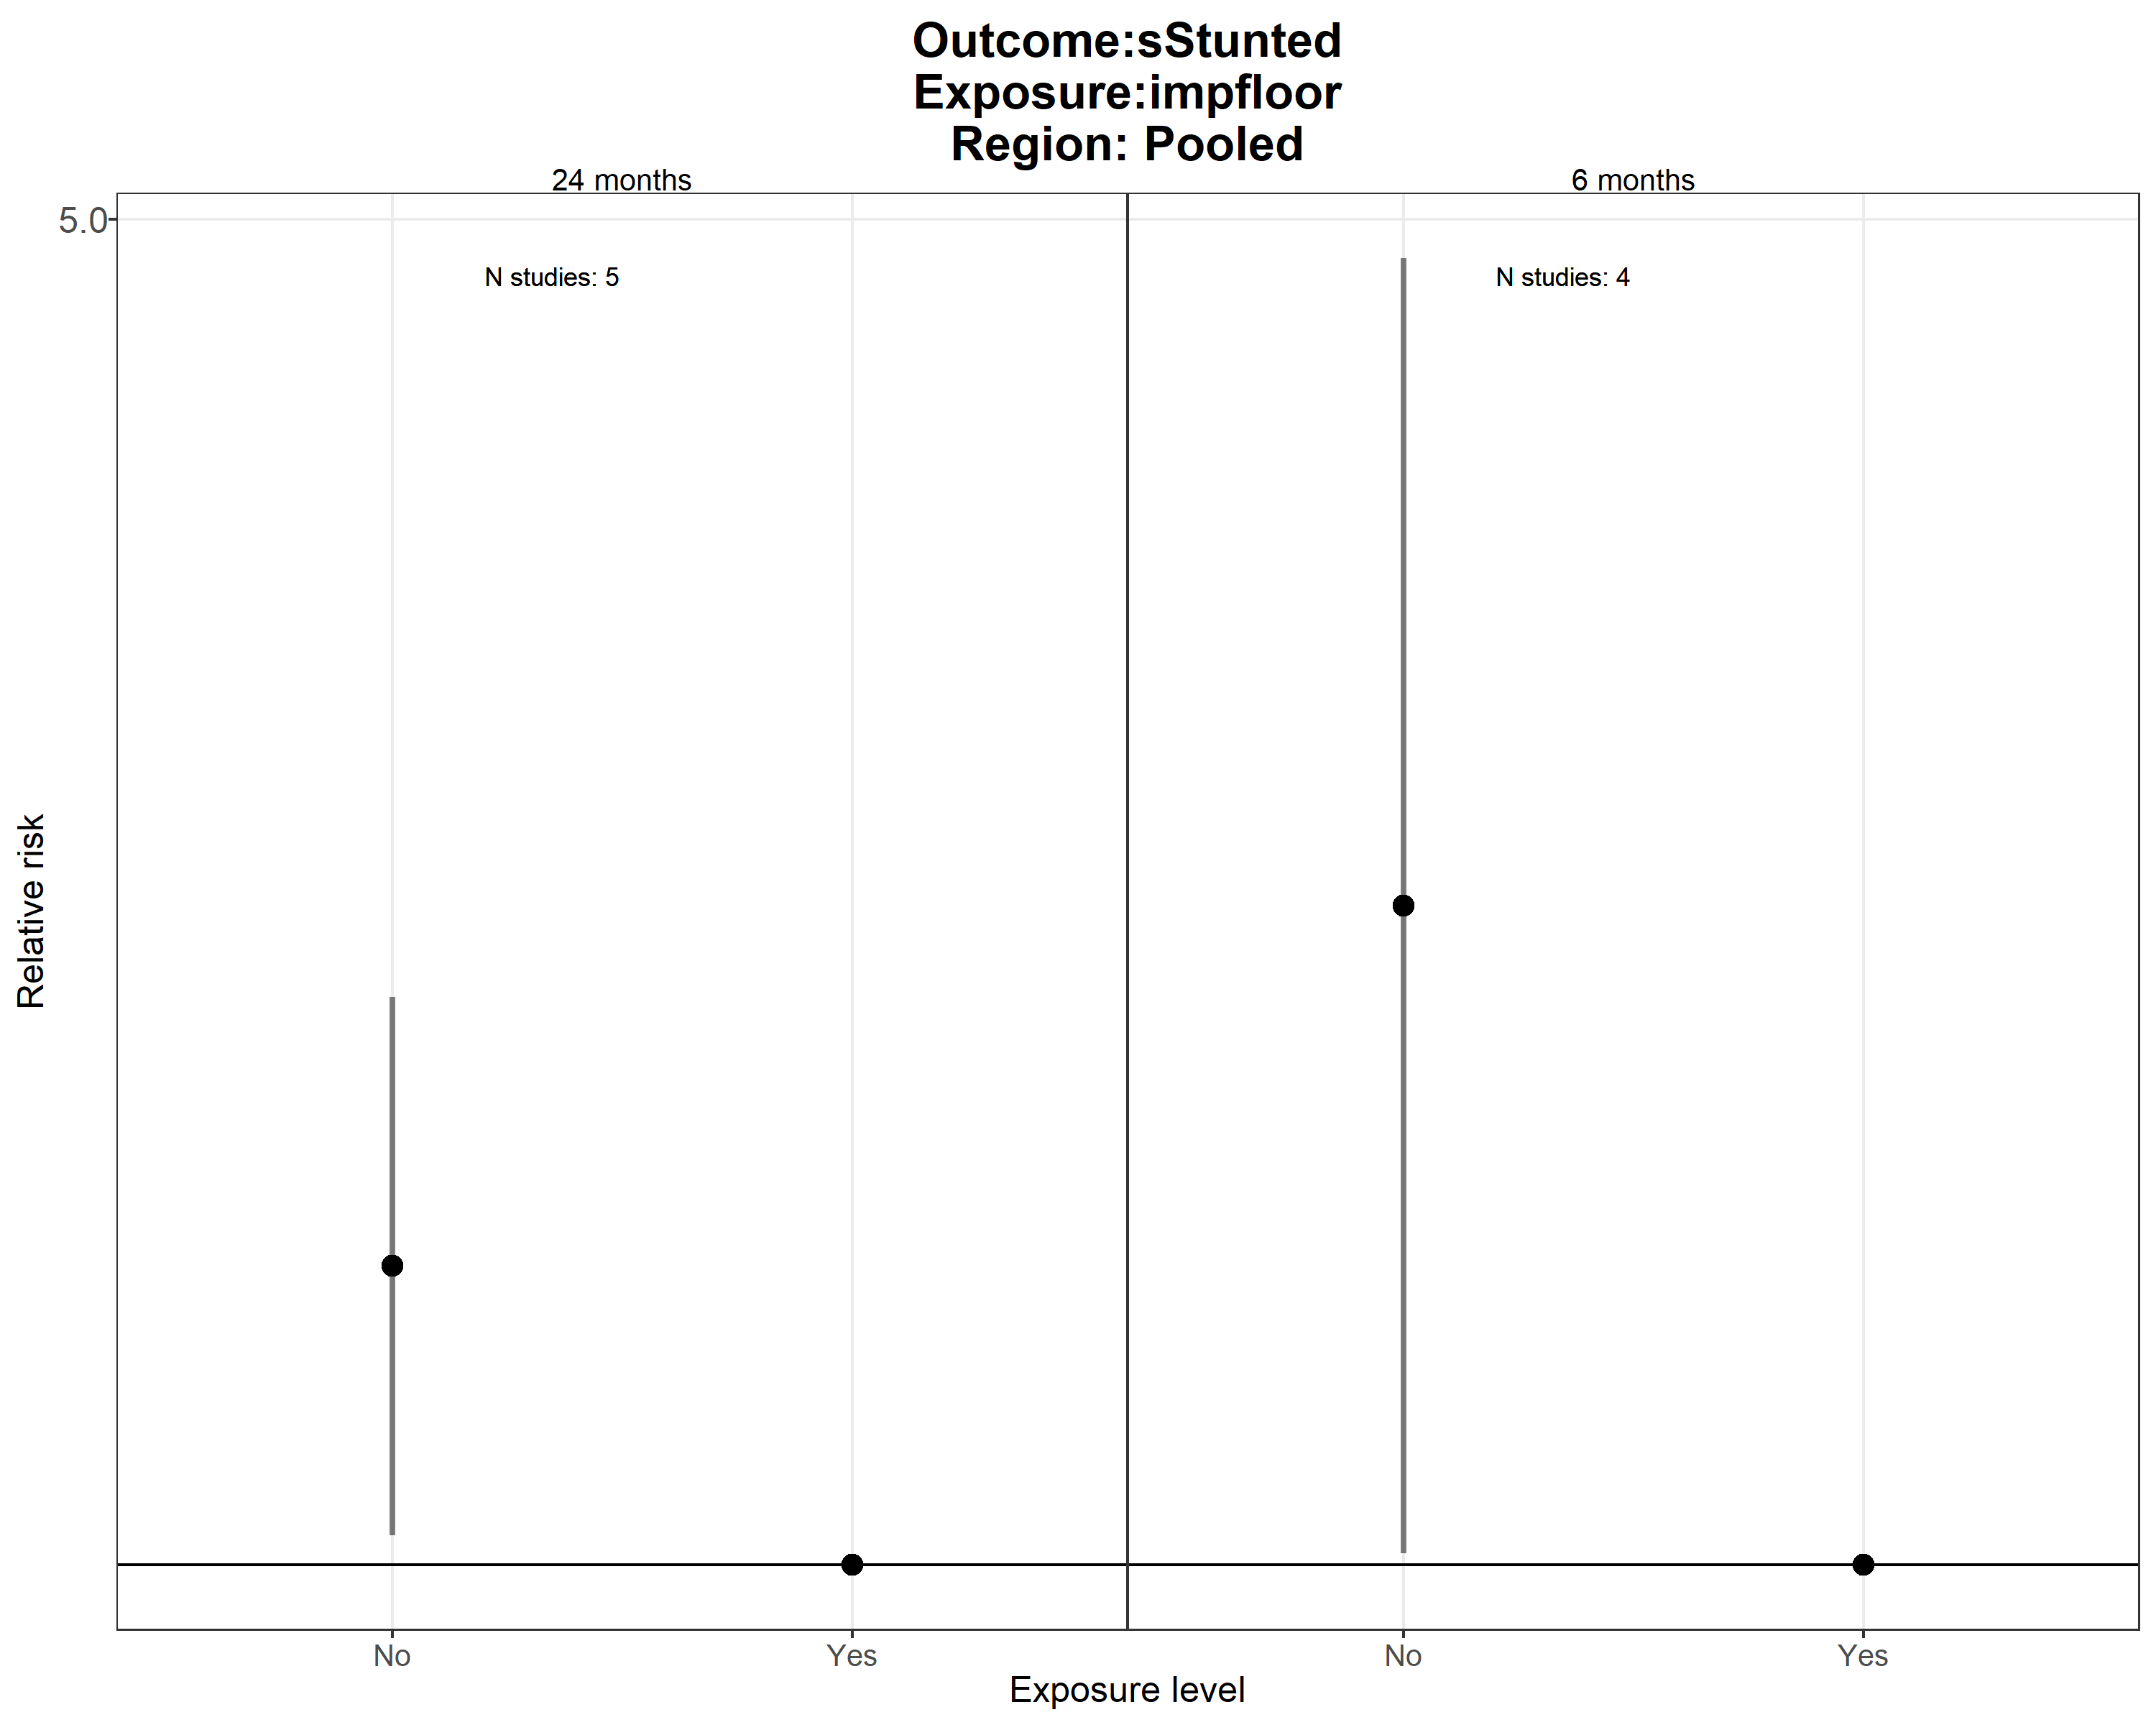 Outcome:sStunted
Exposure:impfloor
Region: Pooled
24 months
6 months
5.0
N studies: 5
N studies: 4
Relative risk
No
Yes
No
Yes
Exposure level